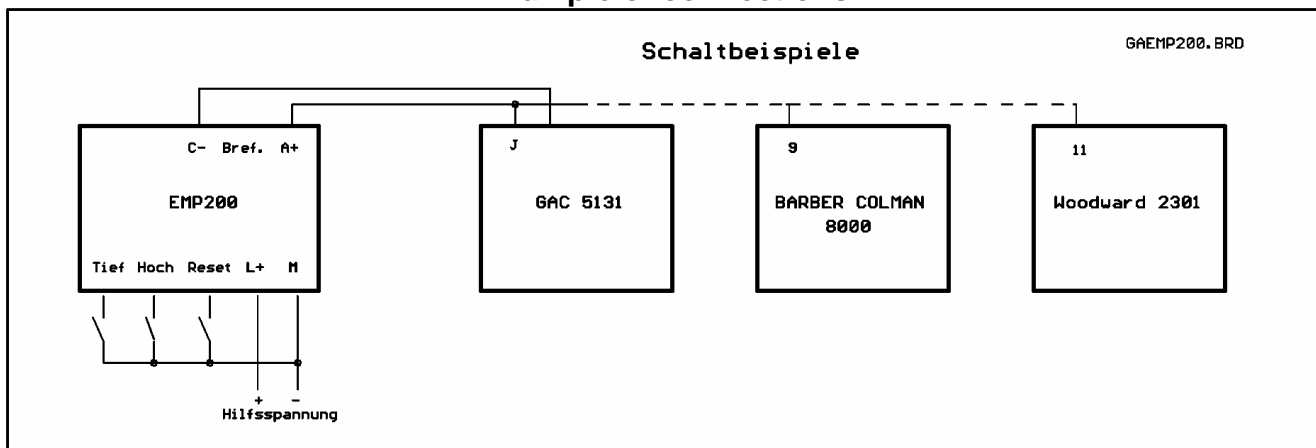 Schaltbeispiele
GAEMP200.BRD
C- Bref. A+
EMP200
Tief Hoch Reset L+ M
+ -
Hilfsspannung
J
GAC 5131
9
BARBER COLMAN
8000
11
Woodward 2301